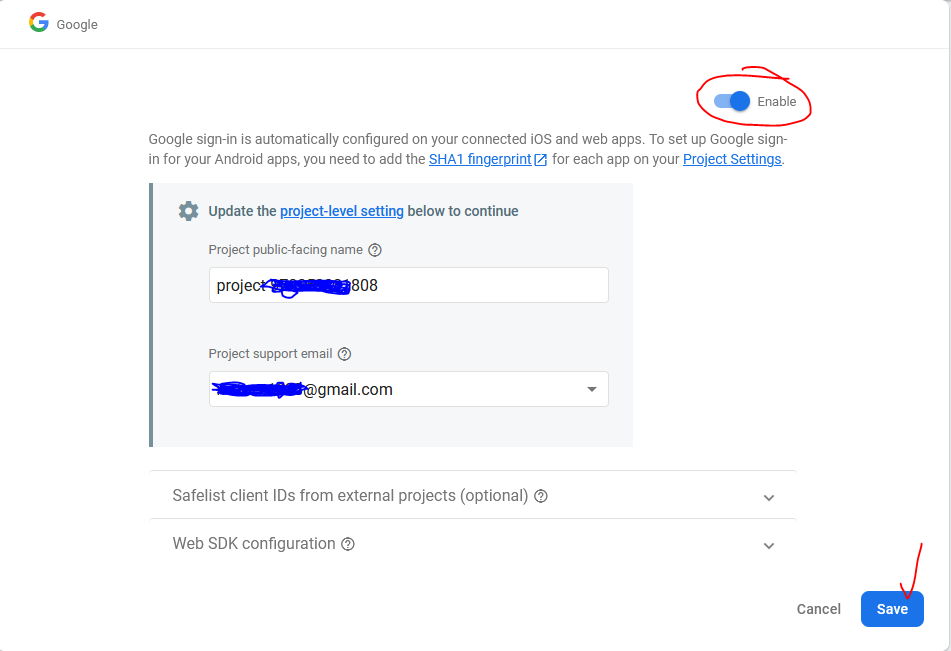 Google
Enable
Google sign-in is automatically configured on your connected iOS and web apps. To set up Google sign-
in for your Android apps, you need to add the SHA1 fingerprint for each app on your Project Settings.
Update the project-level setting below to continue
Project public-facing name
project 808
Project support email
@gmail.com
Safelist client IDs from external projects (optional)
Web SDK configuration
Cancel Save